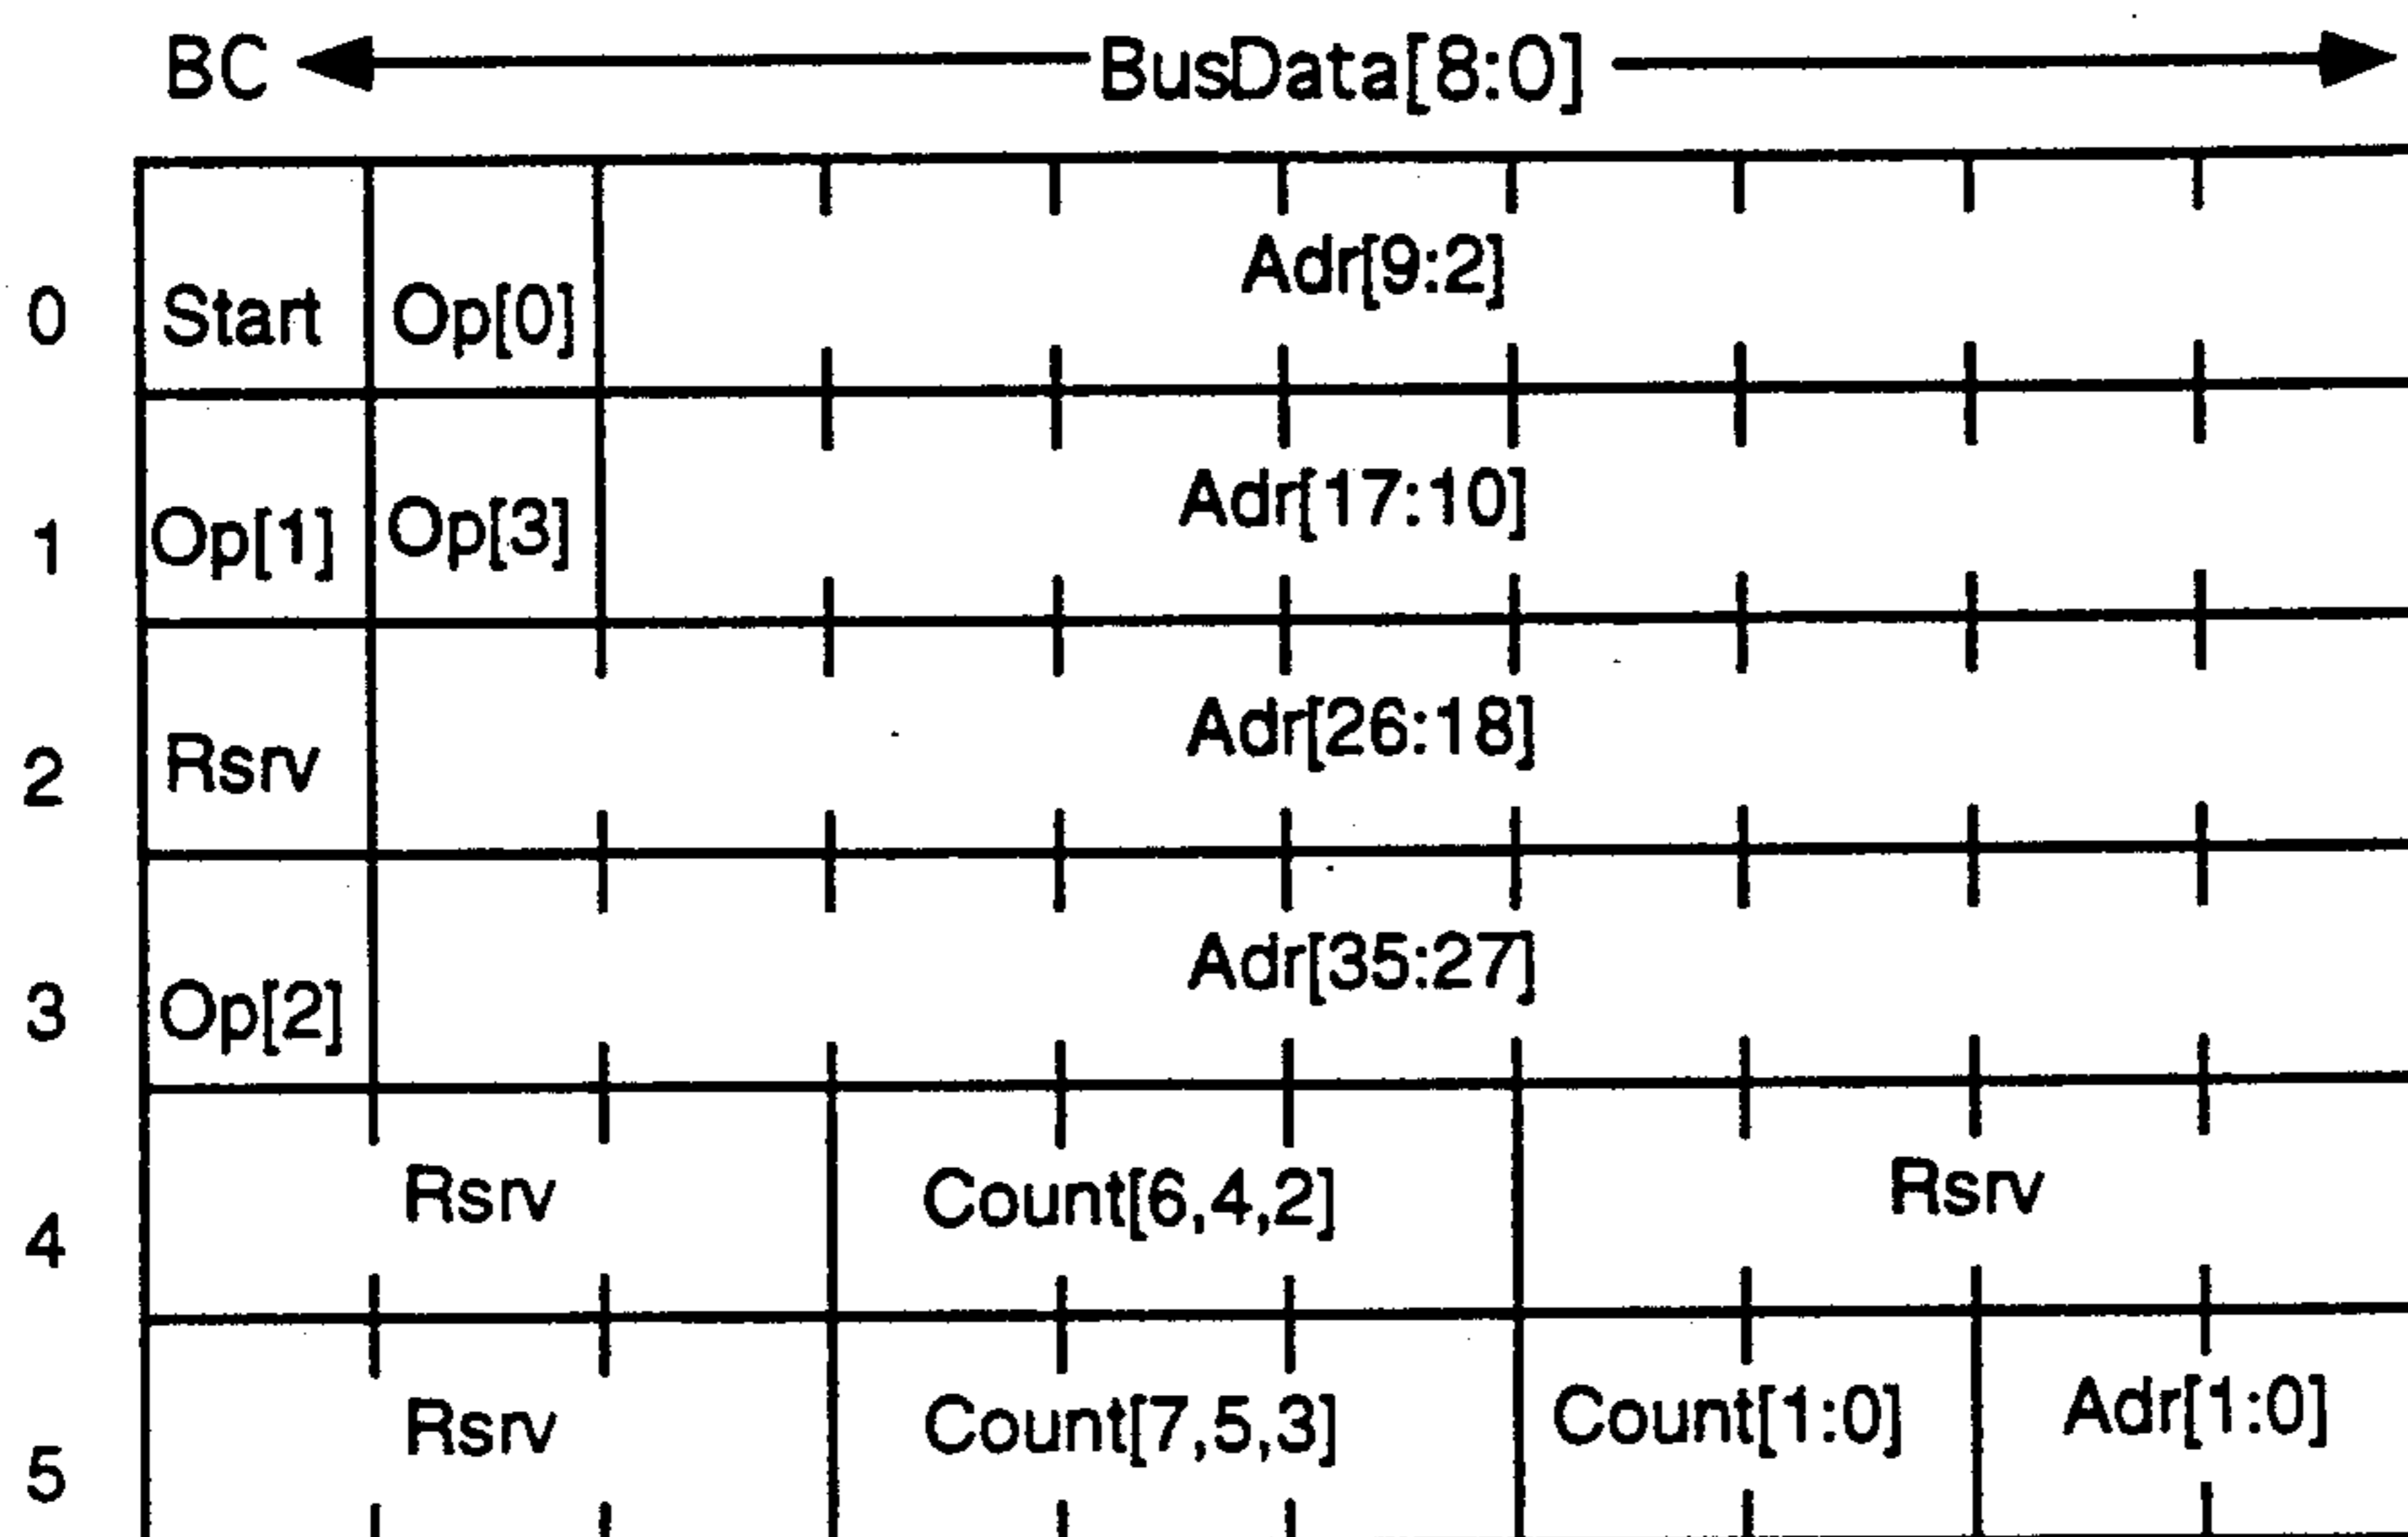 BC BusData[8:0]
0 Start Op[0] Adr[9:2]
1 Op[1] Op[3] Adr[17:10]
2 Rsrv Adr[26:18]
3 Op[2] Adr[35:27]
4 Rsrv Count[6,4,2] Rsrv
5 Rsrv Count[7,5,3] Count[1:0] Adr[1:0]